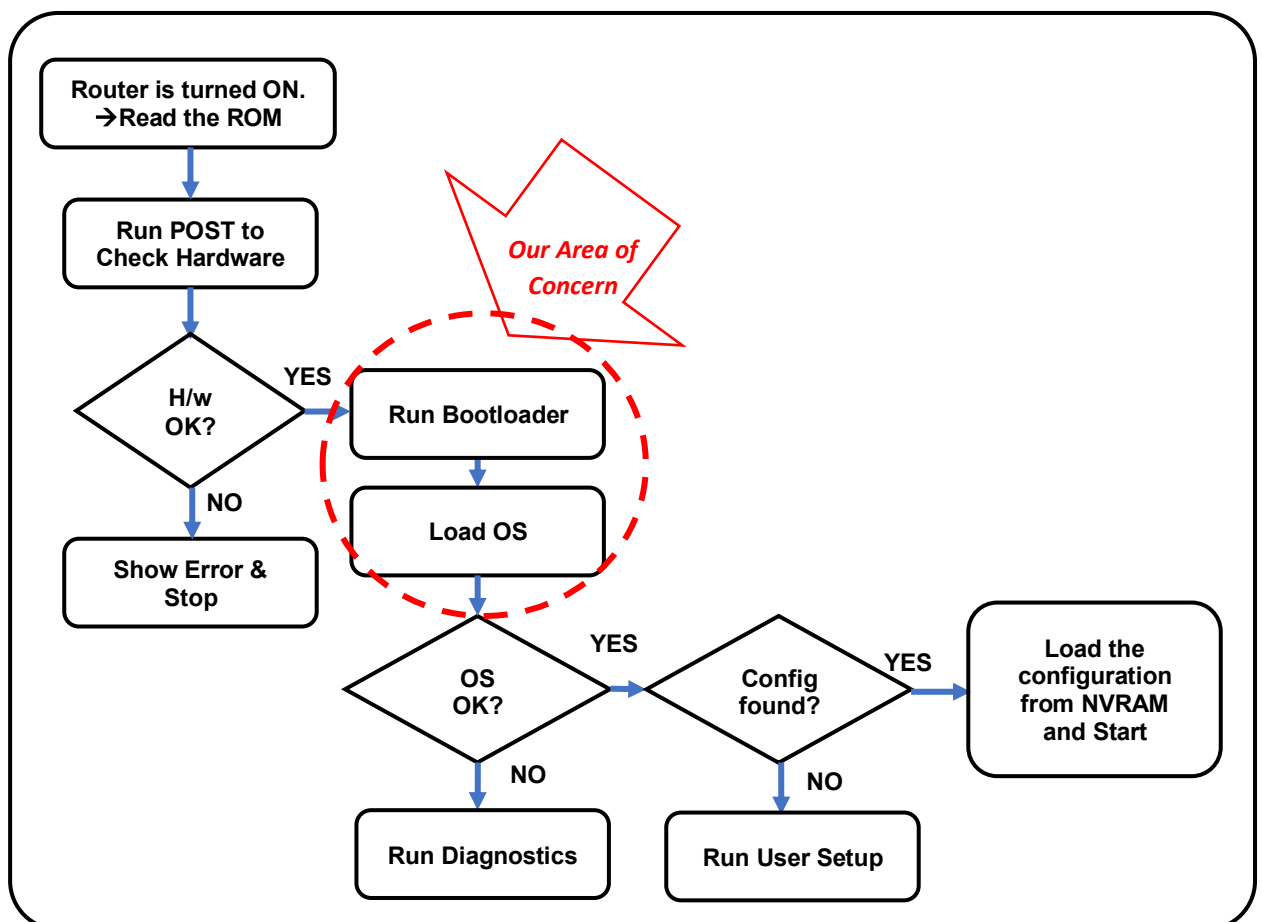 Router is turned ON.
→Read the ROM
Run POST to
Check Hardware
Our Area of
Concern
H/w
OK?
YES
Run Bootloader
NO
Load OS
Show Error &
Stop
OS
OK?
YES
Config
found?
YES
Load the
configuration
from NVRAM
and Start
NO
NO
Run Diagnostics
Run User Setup